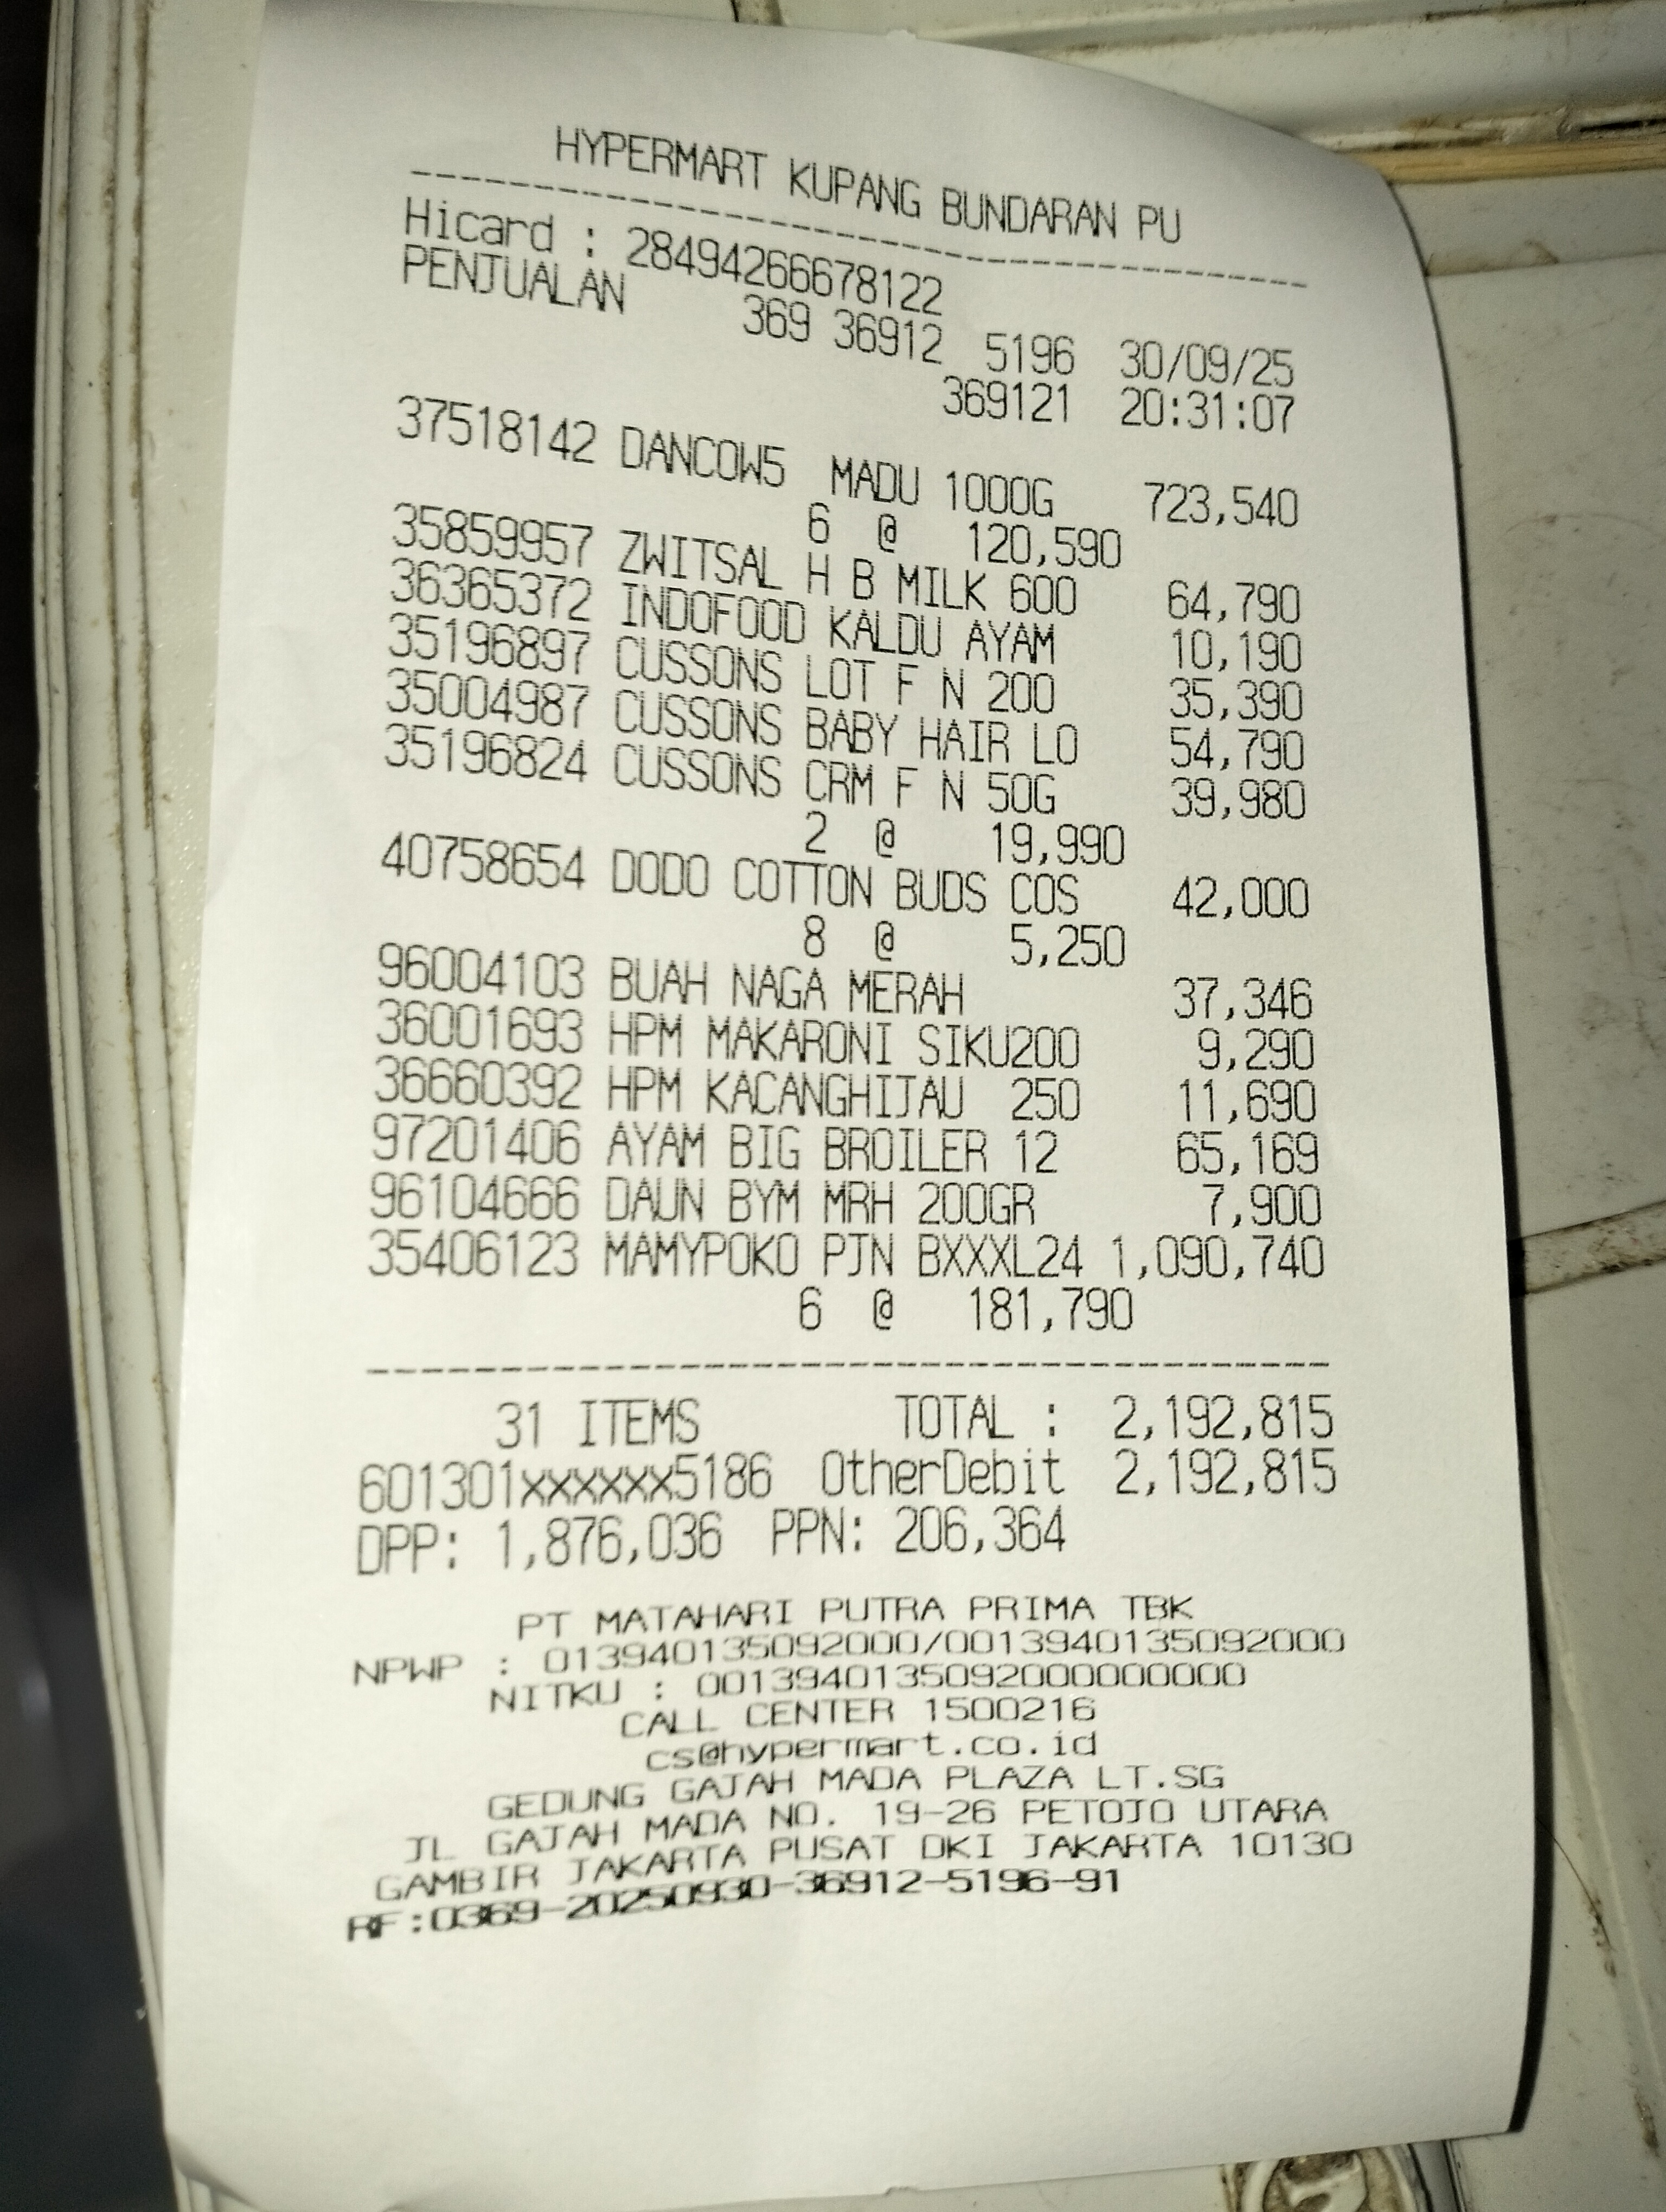 HYPERMART KUPANG BUNDARAN PU
----------------------------------------
Hicard : 28494266678122
PENJUALAN 369 36912 5196 30/09/25
369121 20:31:07
37518142 DANCOW5 MADU 1000G 723,540
6 @ 120,590
35859957 ZWITSAL H B MILK 600 64,790
36365372 INDOFOOD KALDU AYAM 10,190
35196897 CUSSONS LOT F N 200 35,390
35004987 CUSSONS BABY HAIR LO 54,790
35196824 CUSSONS CRM F N 50G 39,980
2 @ 19,990
40758654 DODO COTTON BUDS COS 42,000
8 @ 5,250
96004103 BUAH NAGA MERAH 37,346
36001693 HPM MAKARONI SIKU200 9,290
36660392 HPM KACANGHIJAU 250 11,690
97201406 AYAM BIG BROILER 12 65,169
96104666 DAUN BYM MRH 200GR 7,900
35406123 MAMYPOKO PJN BXXXL24 1,090,740
6 @ 181,790
----------------------------------------
31 ITEMS TOTAL : 2,192,815
601301xxxxxx5186 OtherDebit 2,192,815
DPP: 1,876,036 PPN: 206,364
PT MATAHARI PUTRA PRIMA TBK
NPWP : 013940135092000/0013940135092000
NITKU : 0013940135092000000000
CALL CENTER 1500216
cs@hypermart.co.id
GEDUNG GAJAH MADA PLAZA LT.SG
JL GAJAH MADA NO. 19-26 PETOJO UTARA
GAMBIR JAKARTA PUSAT DKI JAKARTA 10130
RF:0369-20250930-36912-5196-91